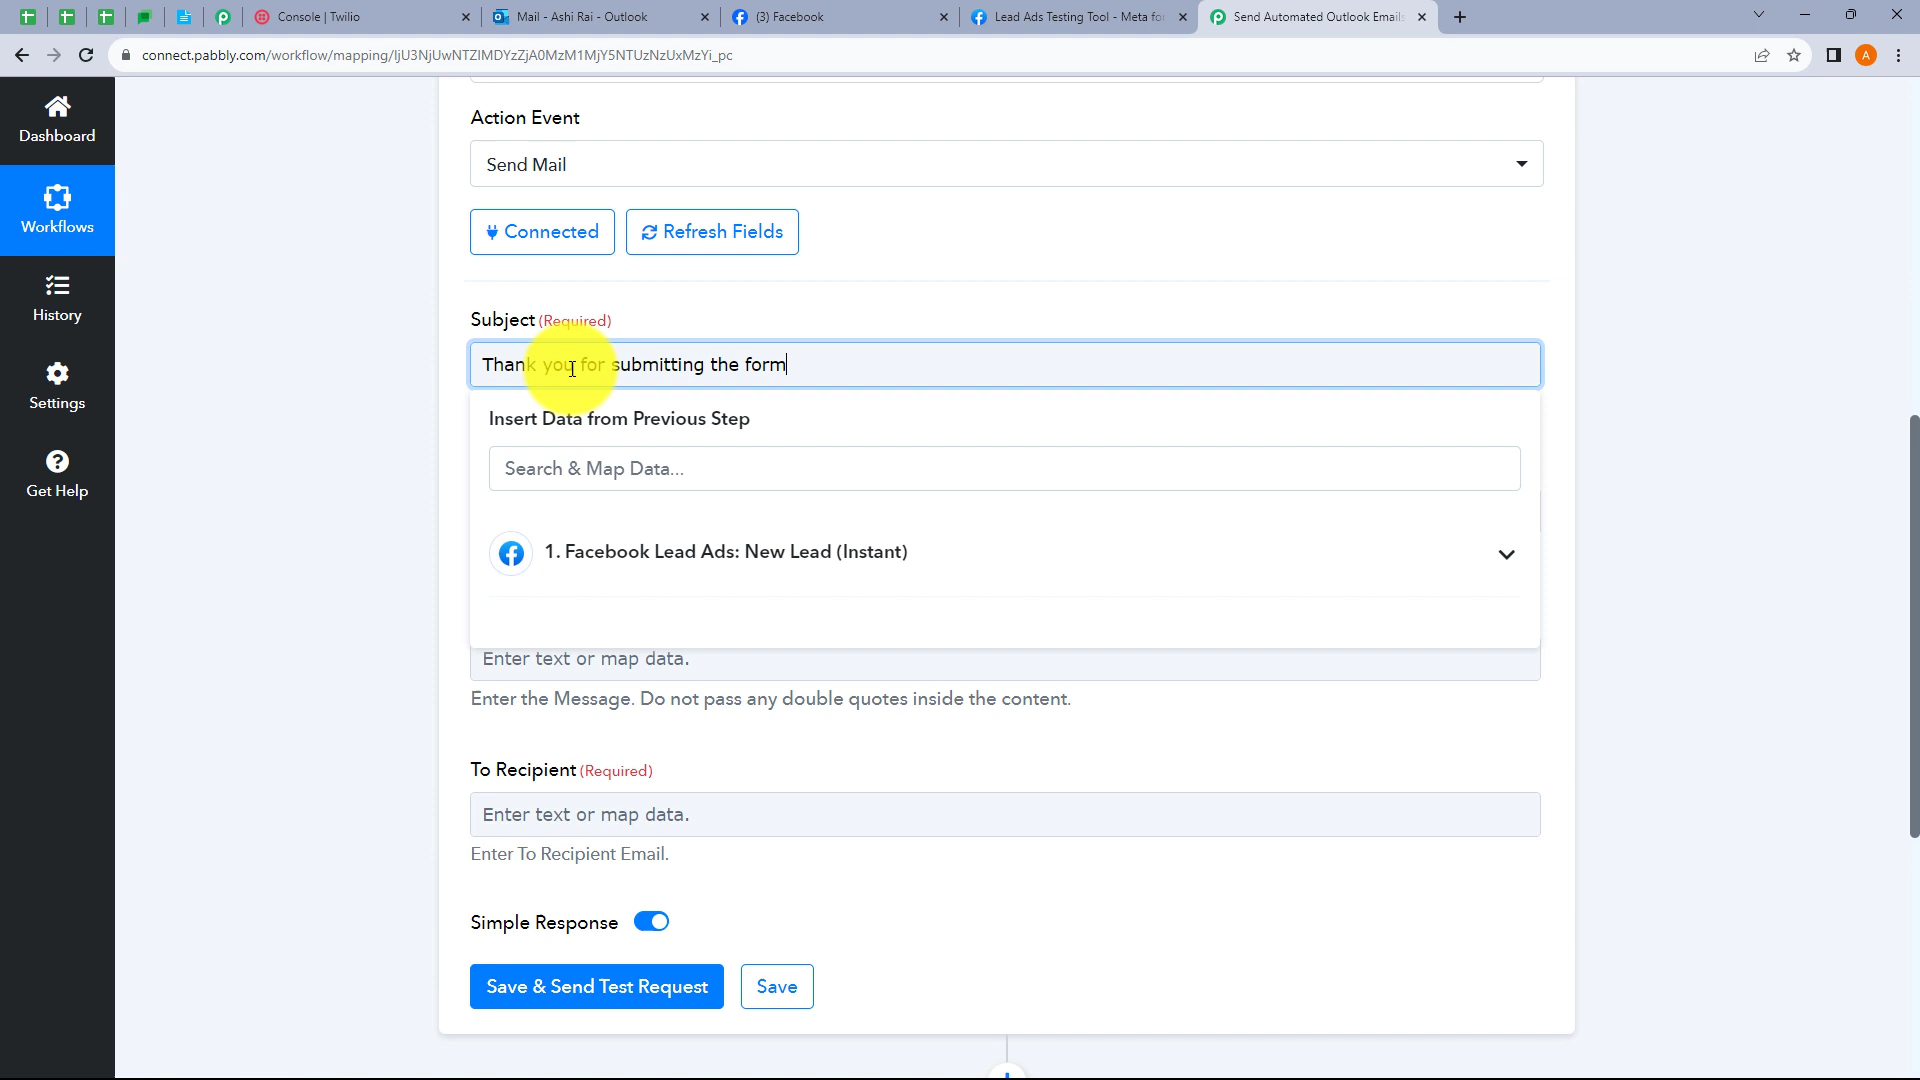 Console | Twilio
Mail - Ashi Rai - Outlook
(3) Facebook
Lead Ads Testing Tool - Meta fo
Send Automated Outlook Emails
connect.pabbly.com/workflow/mapping/IjU3NjUwNTZlMDYzZjA0MzM1MjY5NTUzNzUxMzYi_pc
A
Dashboard
Workflows
History
Settings
Get Help
Action Event
Send Mail
Connected
Refresh Fields
Subject (Required)
Thank you for submitting the form
Insert Data from Previous Step
Search & Map Data...
1. Facebook Lead Ads: New Lead (Instant)
Enter text or map data.
Enter the Message. Do not pass any double quotes inside the content.
To Recipient (Required)
Enter text or map data.
Enter To Recipient Email.
Simple Response
Save & Send Test Request
Save